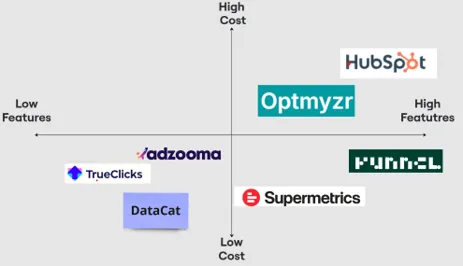 High
Cost
HubSpot
Optmyzr
Low
Features
High
Featutres
adzooma
funnel
TrueClicks
Supermetrics
DataCat
Low
Cost